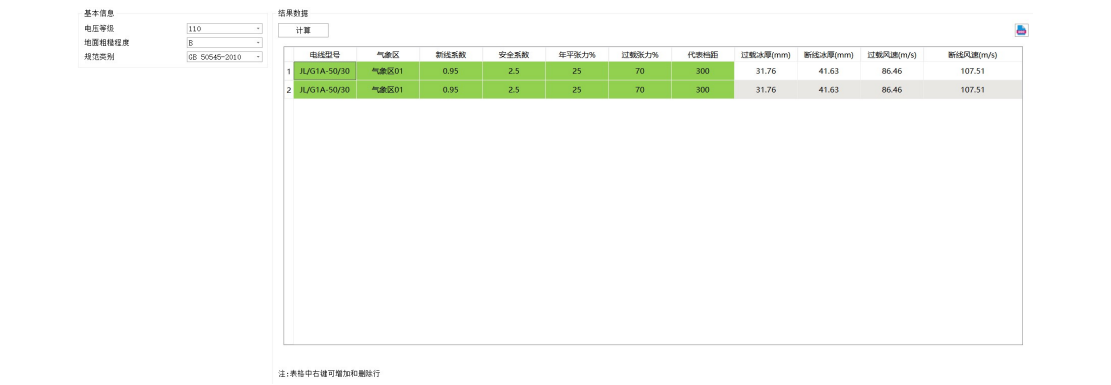 基本信息
电压等级 110
地面粗糙程度 B
规范类别 GB 50545-2010
结果数据
计算
电线型号 气象区 新线系数 安全系数 年平张力% 过载张力% 代表档距 过载冰厚(mm) 断线冰厚(mm) 过载风速(m/s) 断线风速(m/s)
1 JL/G1A-50/30 气象区01 0.95 2.5 25 70 300 31.76 41.63 86.46 107.51
2 JL/G1A-50/30 气象区01 0.95 2.5 25 70 300 31.76 41.63 86.46 107.51
注:表格中右键可增加和删除行